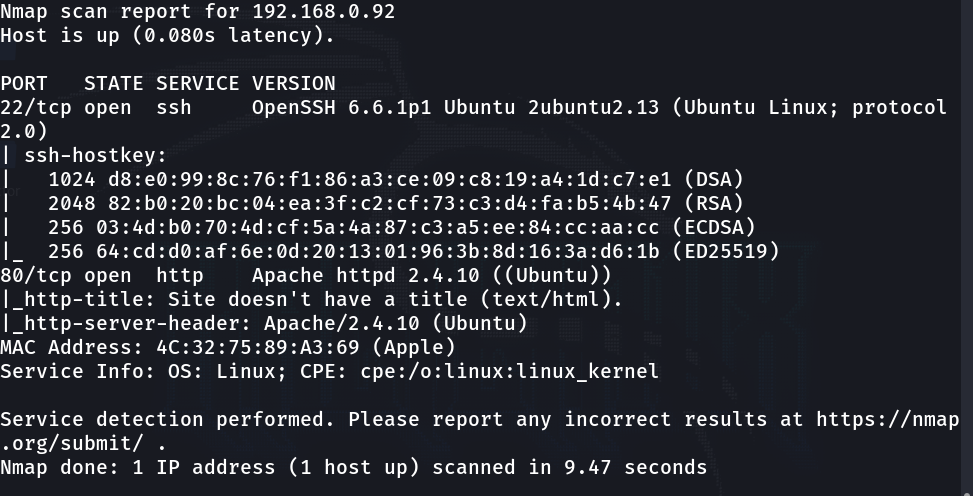 Nmap scan report for 192.168.0.92
Host is up (0.080s latency).
PORT   STATE SERVICE VERSION
22/tcp open  ssh     OpenSSH 6.6.1p1 Ubuntu 2ubuntu2.13 (Ubuntu Linux; protocol
2.0)
| ssh-hostkey:
|   1024 d8:e0:99:8c:76:f1:86:a3:ce:09:c8:19:a4:1d:c7:e1 (DSA)
|   2048 82:b0:20:bc:04:ea:3f:c2:cf:73:c3:d4:fa:b5:4b:47 (RSA)
|   256 03:4d:b0:70:4d:cf:5a:4a:87:c3:a5:ee:84:cc:aa:cc (ECDSA)
|_  256 64:cd:d0:af:6e:0d:20:13:01:96:3b:8d:16:3a:d6:1b (ED25519)
80/tcp open  http    Apache httpd 2.4.10 ((Ubuntu))
|_http-title: Site doesn't have a title (text/html).
|_http-server-header: Apache/2.4.10 (Ubuntu)
MAC Address: 4C:32:75:89:A3:69 (Apple)
Service Info: OS: Linux; CPE: cpe:/o:linux:linux_kernel
Service detection performed. Please report any incorrect results at https://nmap
.org/submit/ .
Nmap done: 1 IP address (1 host up) scanned in 9.47 seconds